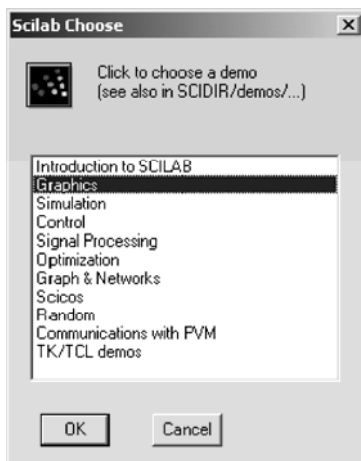 Scilab Choose
Click to choose a demo
(see also in SCIDIR/demos/...)
Introduction to SCILAB
Graphics
Simulation
Control
Signal Processing
Optimization
Graph & Networks
Scicos
Random
Communications with PVM
TK/TCL demos
OK
Cancel